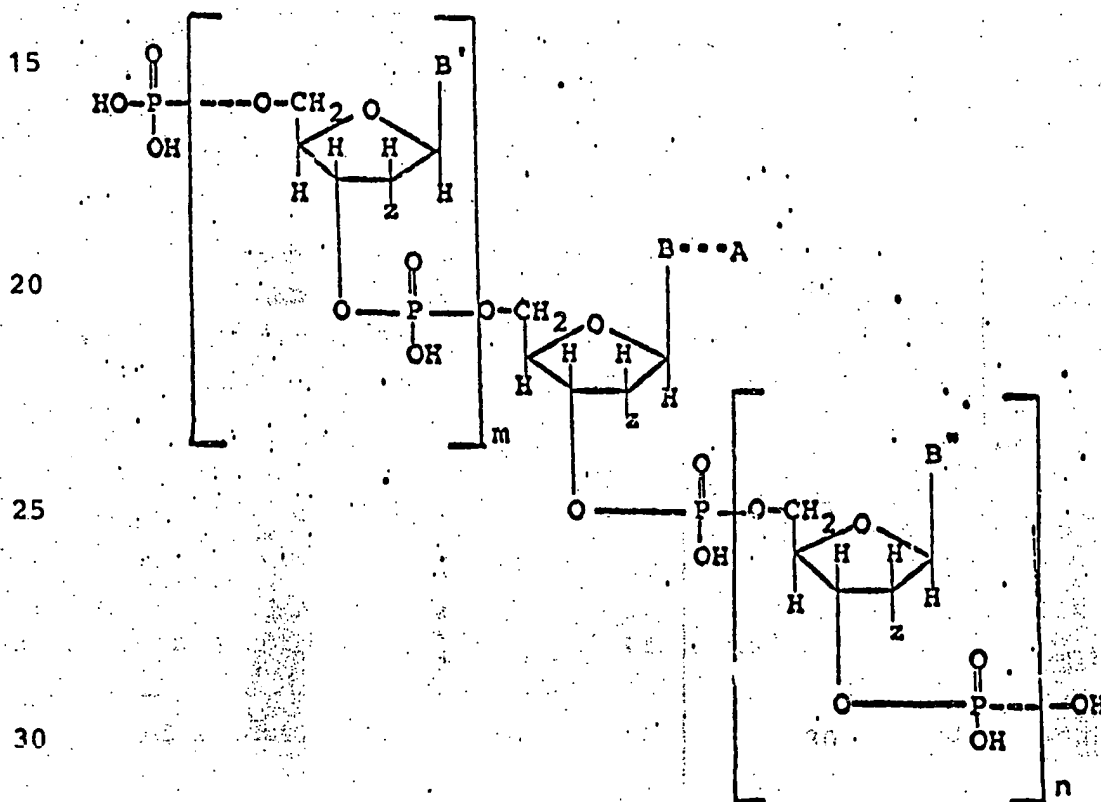 15
O
B'
HO-P-O-CH2 O
OH
H H
H H
z
B---A
20
O
O-P-O-CH2 O
OH
H H
H H
z
m
B"
25
O
O-P-O-CH2 O
OH
H H
H H
z
O
O-P-OH
OH
30
n